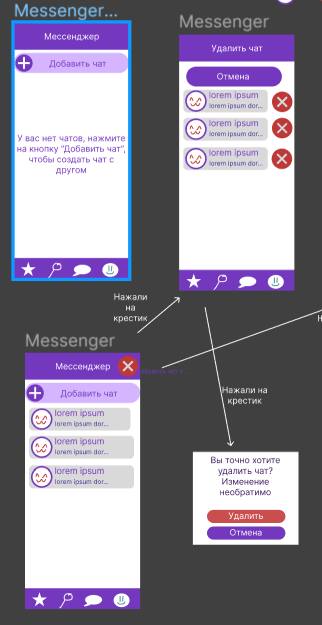 Messenger...
Messenger
Мессенджер
Добавить чат
У вас нет чатов, нажмите
на кнопку "Добавить чат",
чтобы создать чат с
другом
Удалить чат
Отмена
lorem ipsum
lorem ipsum dor...
lorem ipsum
lorem ipsum dor...
lorem ipsum
lorem ipsum dor...
Нажали
на
крестик
Messenger
Мессенджер
Добавить чат
lorem ipsum
lorem ipsum dor...
lorem ipsum
lorem ipsum dor...
lorem ipsum
lorem ipsum dor...
Нажали на
крестик
Вы точно хотите
удалить чат?
Изменение
необратимо
Удалить
Отмена